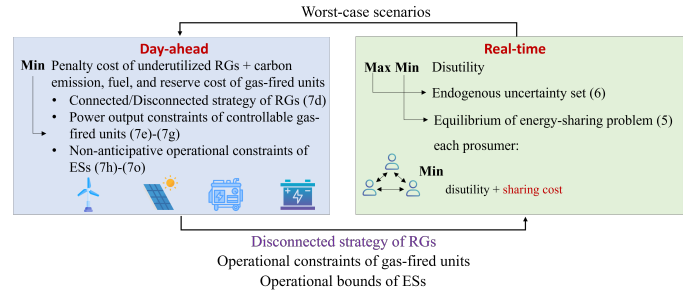 Worst-case scenarios
Day-ahead
Min Penalty cost of underutilized RGs + carbon
emission, fuel, and reserve cost of gas-fired units
• Connected/Disconnected strategy of RGs (7d)
• Power output constraints of controllable gas-
fired units (7e)-(7g)
• Non-anticipative operational constraints of
ESs (7h)-(7o)
Real-time
Max Min Disutility
Endogenous uncertainty set (6)
Equilibrium of energy-sharing problem (5)
each prosumer:
Min
disutility + sharing cost
Disconnected strategy of RGs
Operational constraints of gas-fired units
Operational bounds of ESs